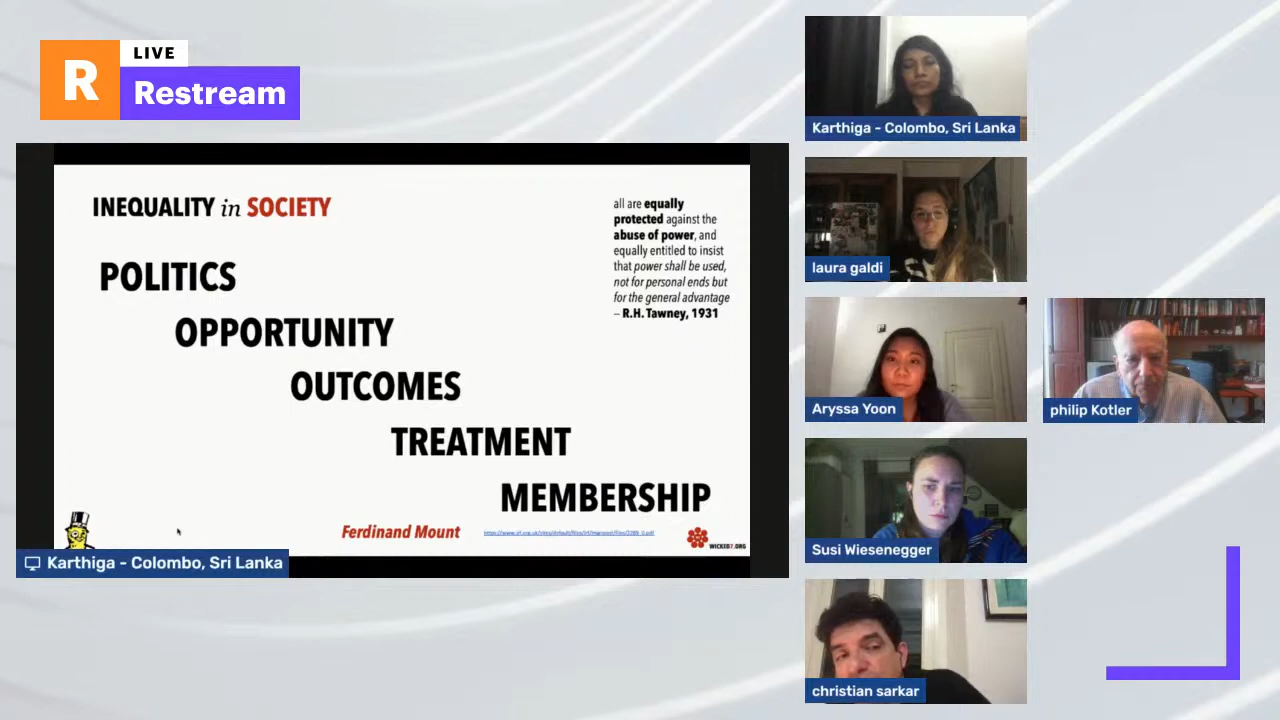 R
LIVE
Restream
INEQUALITY in SOCIETY
POLITICS
OPPORTUNITY
OUTCOMES
TREATMENT
MEMBERSHIP
all are equally
protected against the
abuse of power, and
equally entitled to insist
that power shall be used,
not for personal ends but
for the general advantage
– R.H. Tawney, 1931
Ferdinand Mount
WICKED7.ORG
Karthiga - Colombo, Sri Lanka
Karthiga - Colombo, Sri Lanka
laura galdi
Aryssa Yoon
philip Kotler
Susi Wiesenegger
christian sarkar